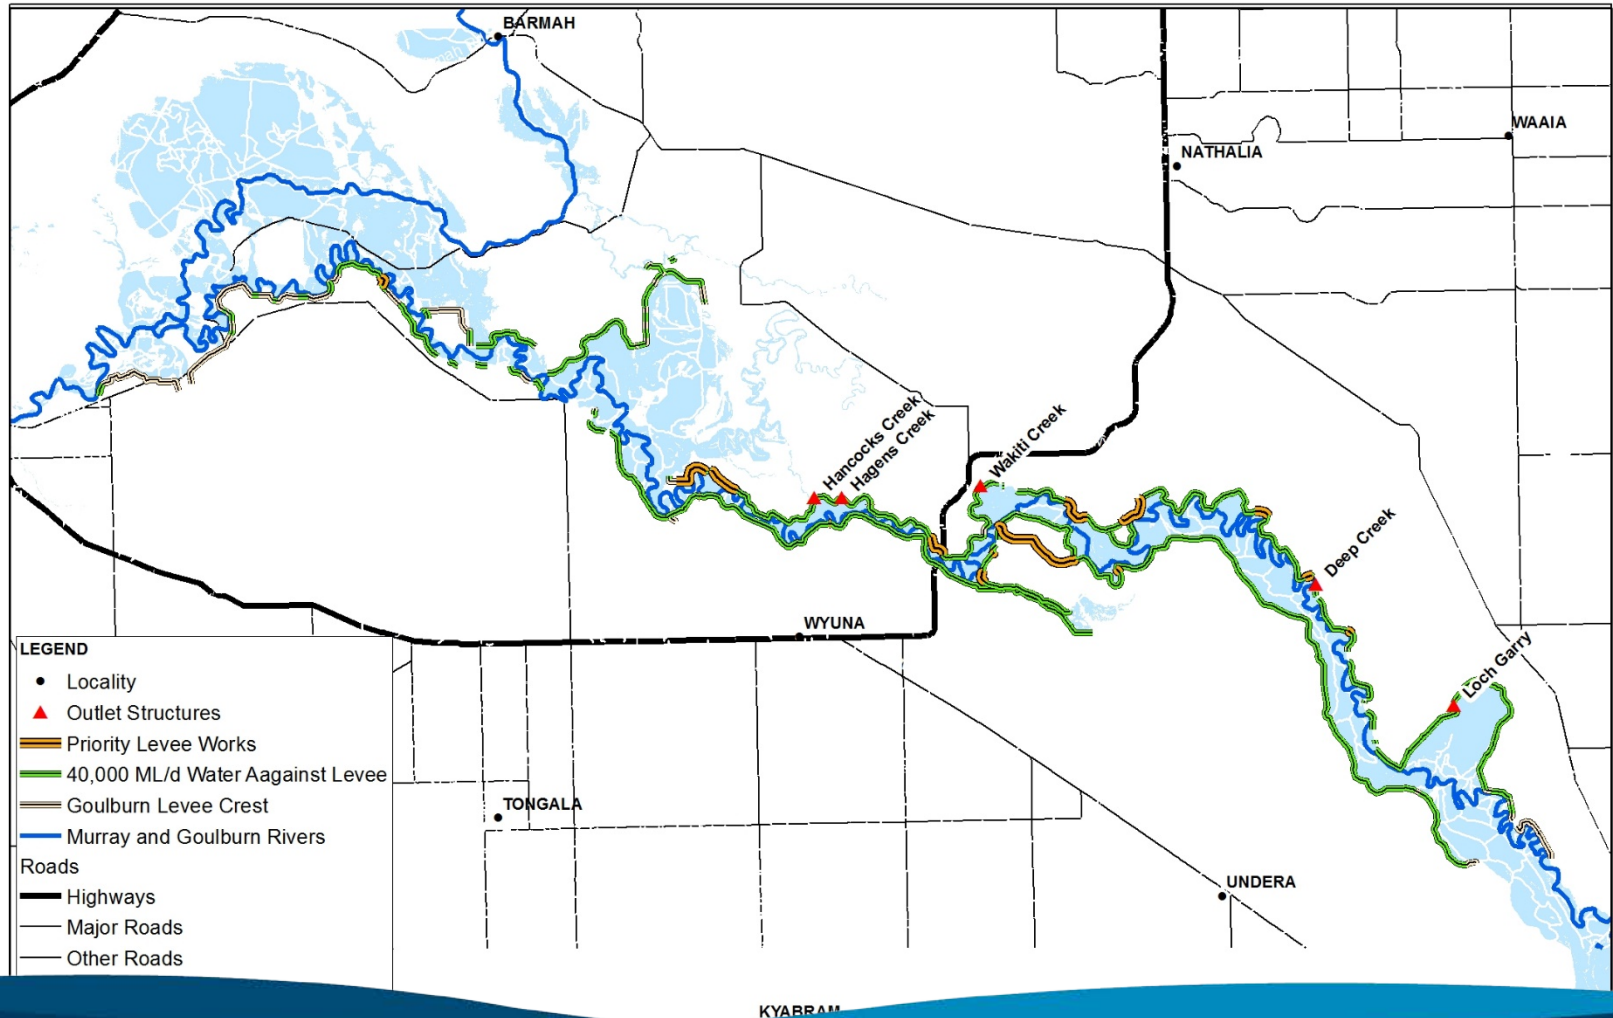 BARMAH
WAAIA
NATHALIA
Hancocks Creek
Hagens Creek
Wakiti Creek
Deep Creek
Loch Garry
WYUNA
LEGEND
Locality
Outlet Structures
Priority Levee Works
40,000 ML/d Water Aagainst Levee
Goulburn Levee Crest
Murray and Goulburn Rivers
Roads
Highways
Major Roads
Other Roads
TONGALA
UNDERA
KYABRAM